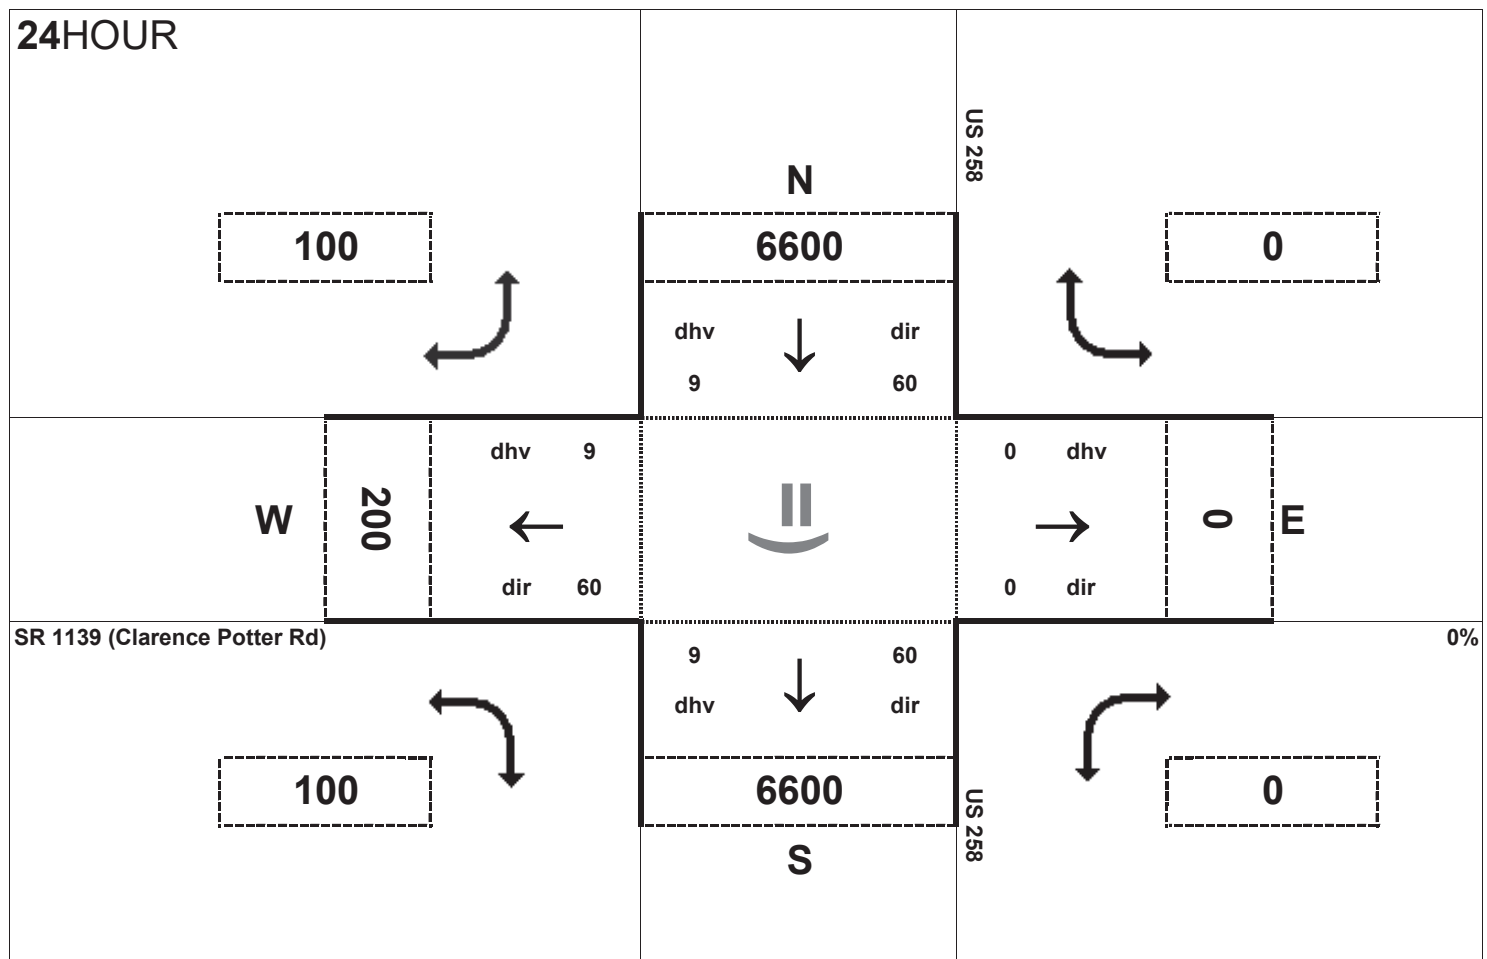 24HOUR
US 258
N
100
6600
0
dhv
dir
9
60
dhv 9
0 dhv
W
200
0
E
dir 60
0 dir
SR 1139 (Clarence Potter Rd)
0%
9
60
dhv
dir
100
6600
0
US 258
S